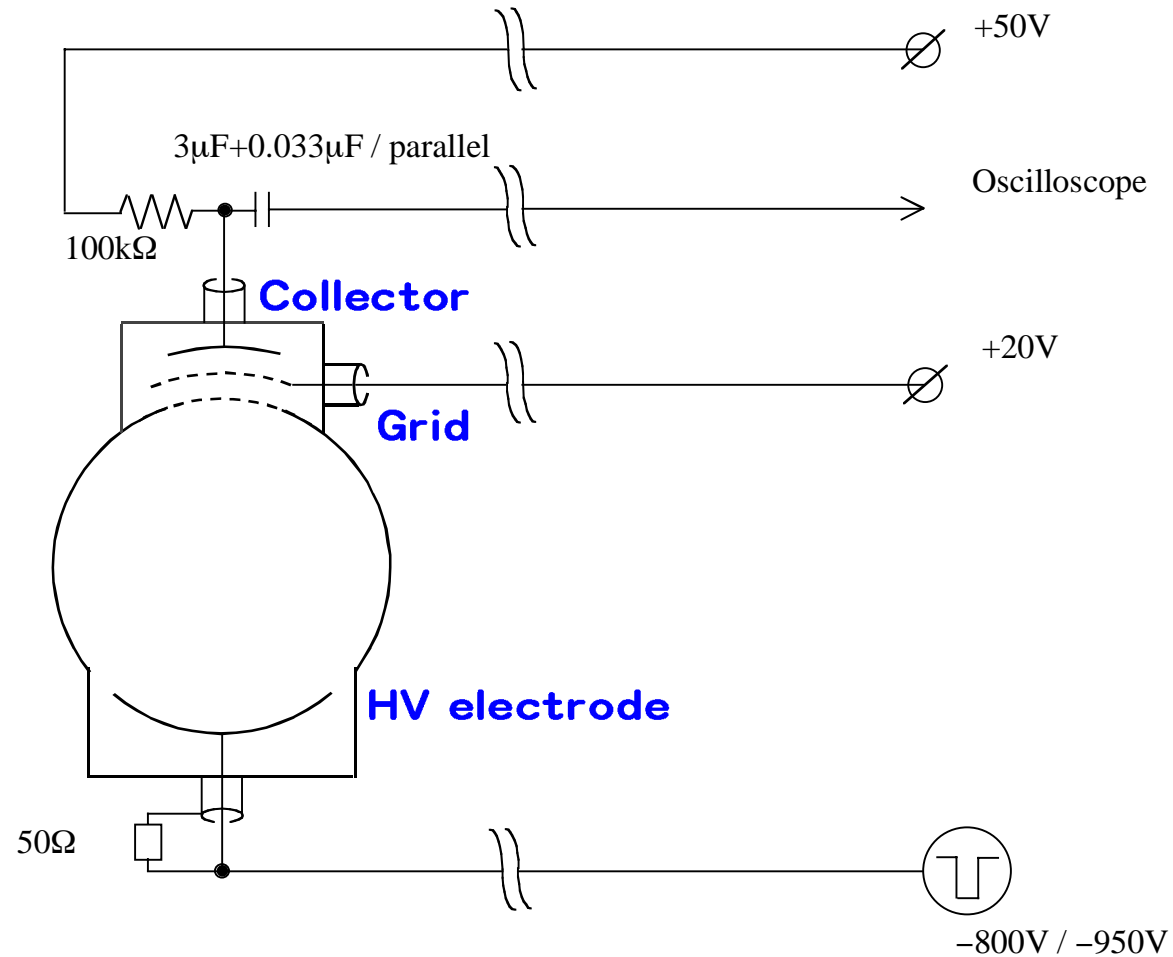 +50V
3μF+0.033μF / parallel
Oscilloscope
100kΩ
Collector
+20V
Grid
HV electrode
50Ω
−800V / −950V